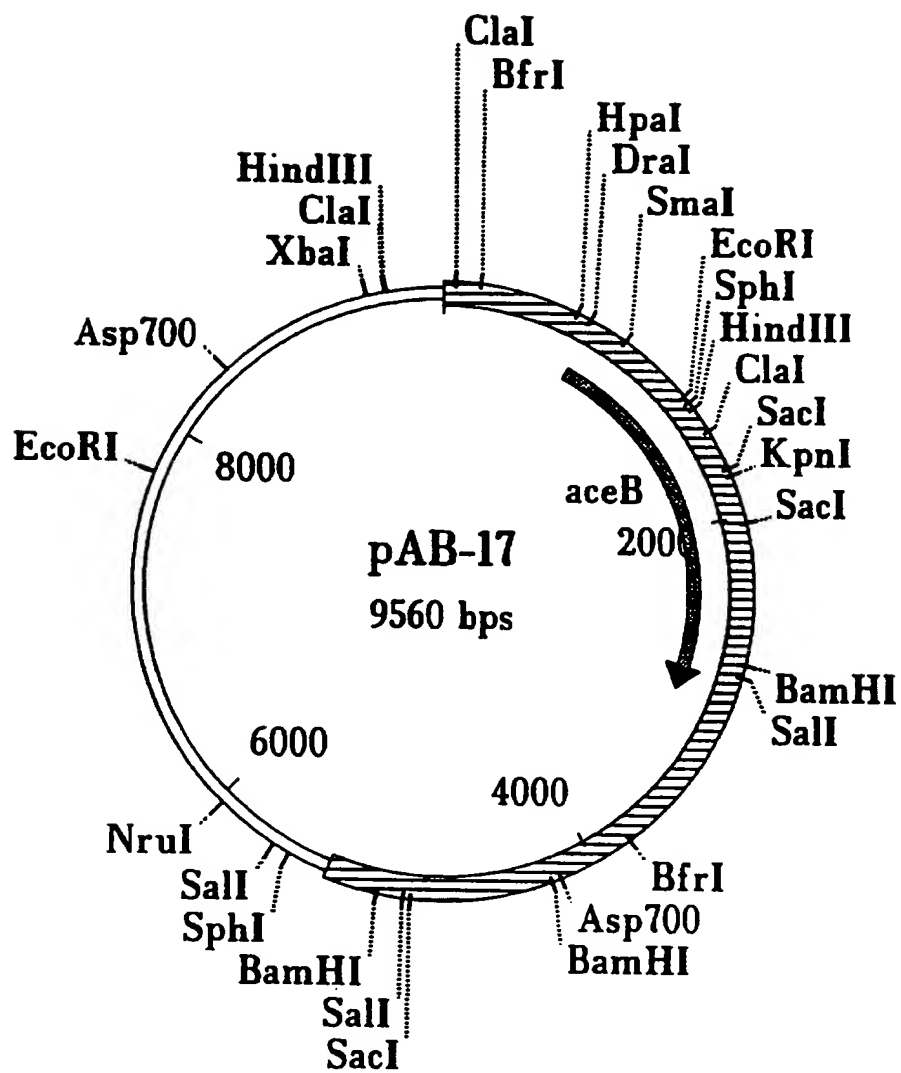 ClaI
BfrI
HpaI
DraI
SmaI
EcoRI
SphI
HindIII
ClaI
SacI
KpnI
SacI
BamHI
SalI
BfrI
Asp700
BamHI
SacI
SalI
BamHI
SphI
SalI
NruI
EcoRI
Asp700
XbaI
ClaI
HindIII
8000
aceB
2000
pAB-17
9560 bps
6000
4000